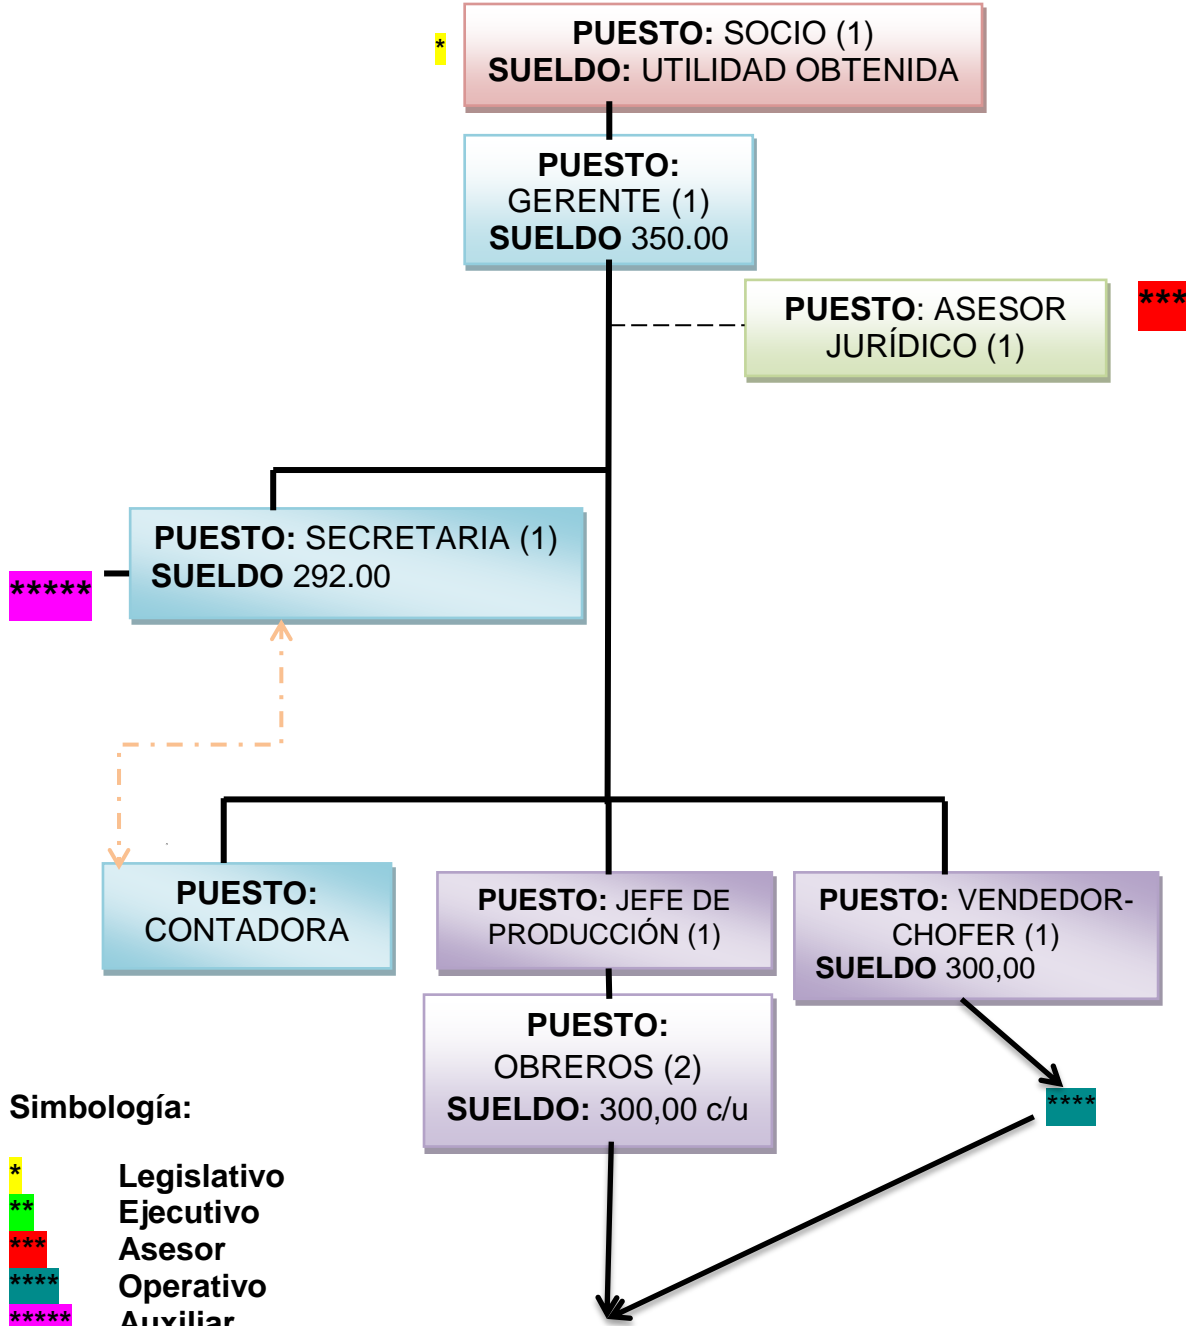 *
PUESTO: SOCIO (1)
SUELDO: UTILIDAD OBTENIDA
PUESTO:
GERENTE (1)
SUELDO 350.00
PUESTO: ASESOR
JURÍDICO (1)
***
PUESTO: SECRETARIA (1)
SUELDO 292.00
*****
PUESTO:
CONTADORA
PUESTO: JEFE DE
PRODUCCIÓN (1)
PUESTO: VENDEDOR-
CHOFER (1)
SUELDO 300,00
PUESTO:
OBREROS (2)
SUELDO: 300,00 c/u
****
Simbología:
* Legislativo
** Ejecutivo
*** Asesor
**** Operativo
***** Auxiliar